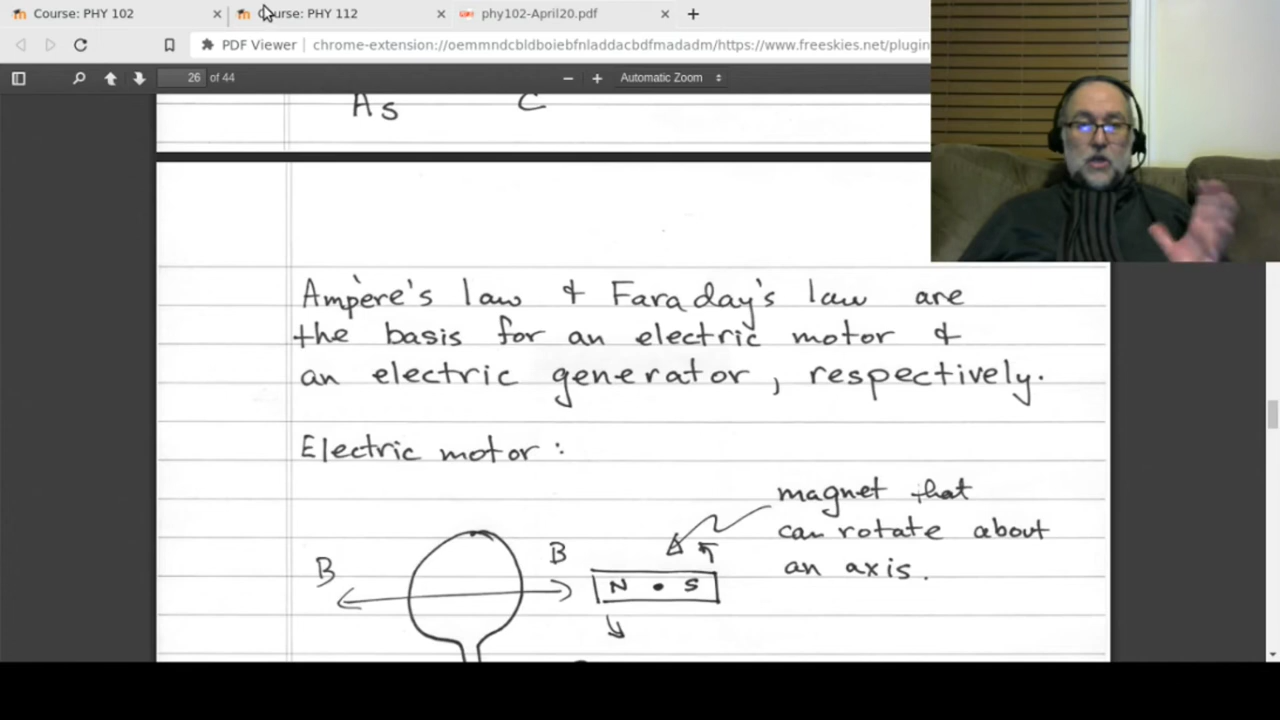 Course: PHY 102
Course: PHY 112
phy102-April20.pdf
PDF Viewer
chrome-extension://oemmndcbldboiebfnladdacbdfmadadm/https://www.freeskies.net/plugin
26 of 44
Automatic Zoom
As C
Ampère's law & Faraday's law are
the basis for an electric motor &
an electric generator, respectively.
Electric motor:
magnet that
can rotate about
an axis.
B
B
N • S